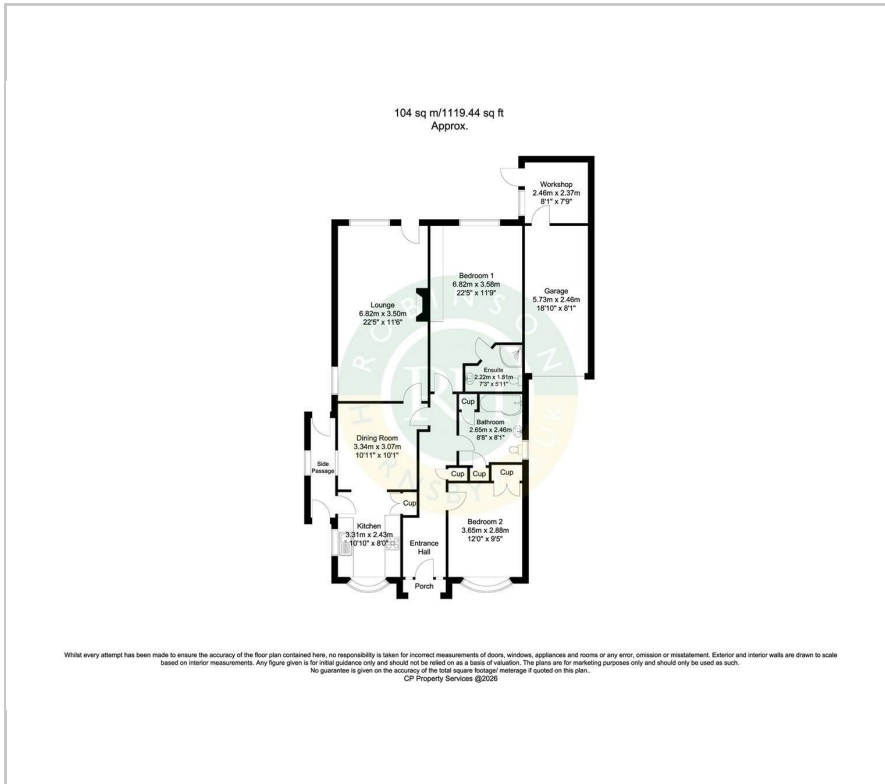 104 sq m/1119.44 sq ft
Approx.
Workshop
2.46m x 2.37m
8'1" x 7'9"
Bedroom 1
6.82m x 3.58m
22'5" x 11'9"
Garage
5.73m x 2.46m
18'10" x 8'1"
Lounge
6.82m x 3.50m
22'5" x 11'6"
Ensuite
2.22m x 1.81m
7'3" x 5'11"
Cup
Bathroom
2.65m x 2.46m
8'8" x 8'1"
Dining Room
3.34m x 3.07m
10'11" x 10'1"
Side
Passage
Cup
Cup
Cup
Cup
Kitchen
3.31m x 2.43m
10'10" x 8'0"
Bedroom 2
3.65m x 2.88m
12'0" x 9'5"
Entrance
Hall
Porch
ROBINSON
HORNSBY UK
Whilst every attempt has been made to ensure the accuracy of the floor plan contained here, no responsibility is taken for incorrect measurements of doors, windows, appliances and rooms or any error, omission or misstatement. Exterior and interior walls are drawn to scale
based on interior measurements. Any figure given is for initial guidance only and should not be relied on as a basis of valuation. The plans are for marketing purposes only and should only be used as such.
No guarantee is given on the accuracy of the total square footage/ meterage if quoted on this plan..
CP Property Services @2026